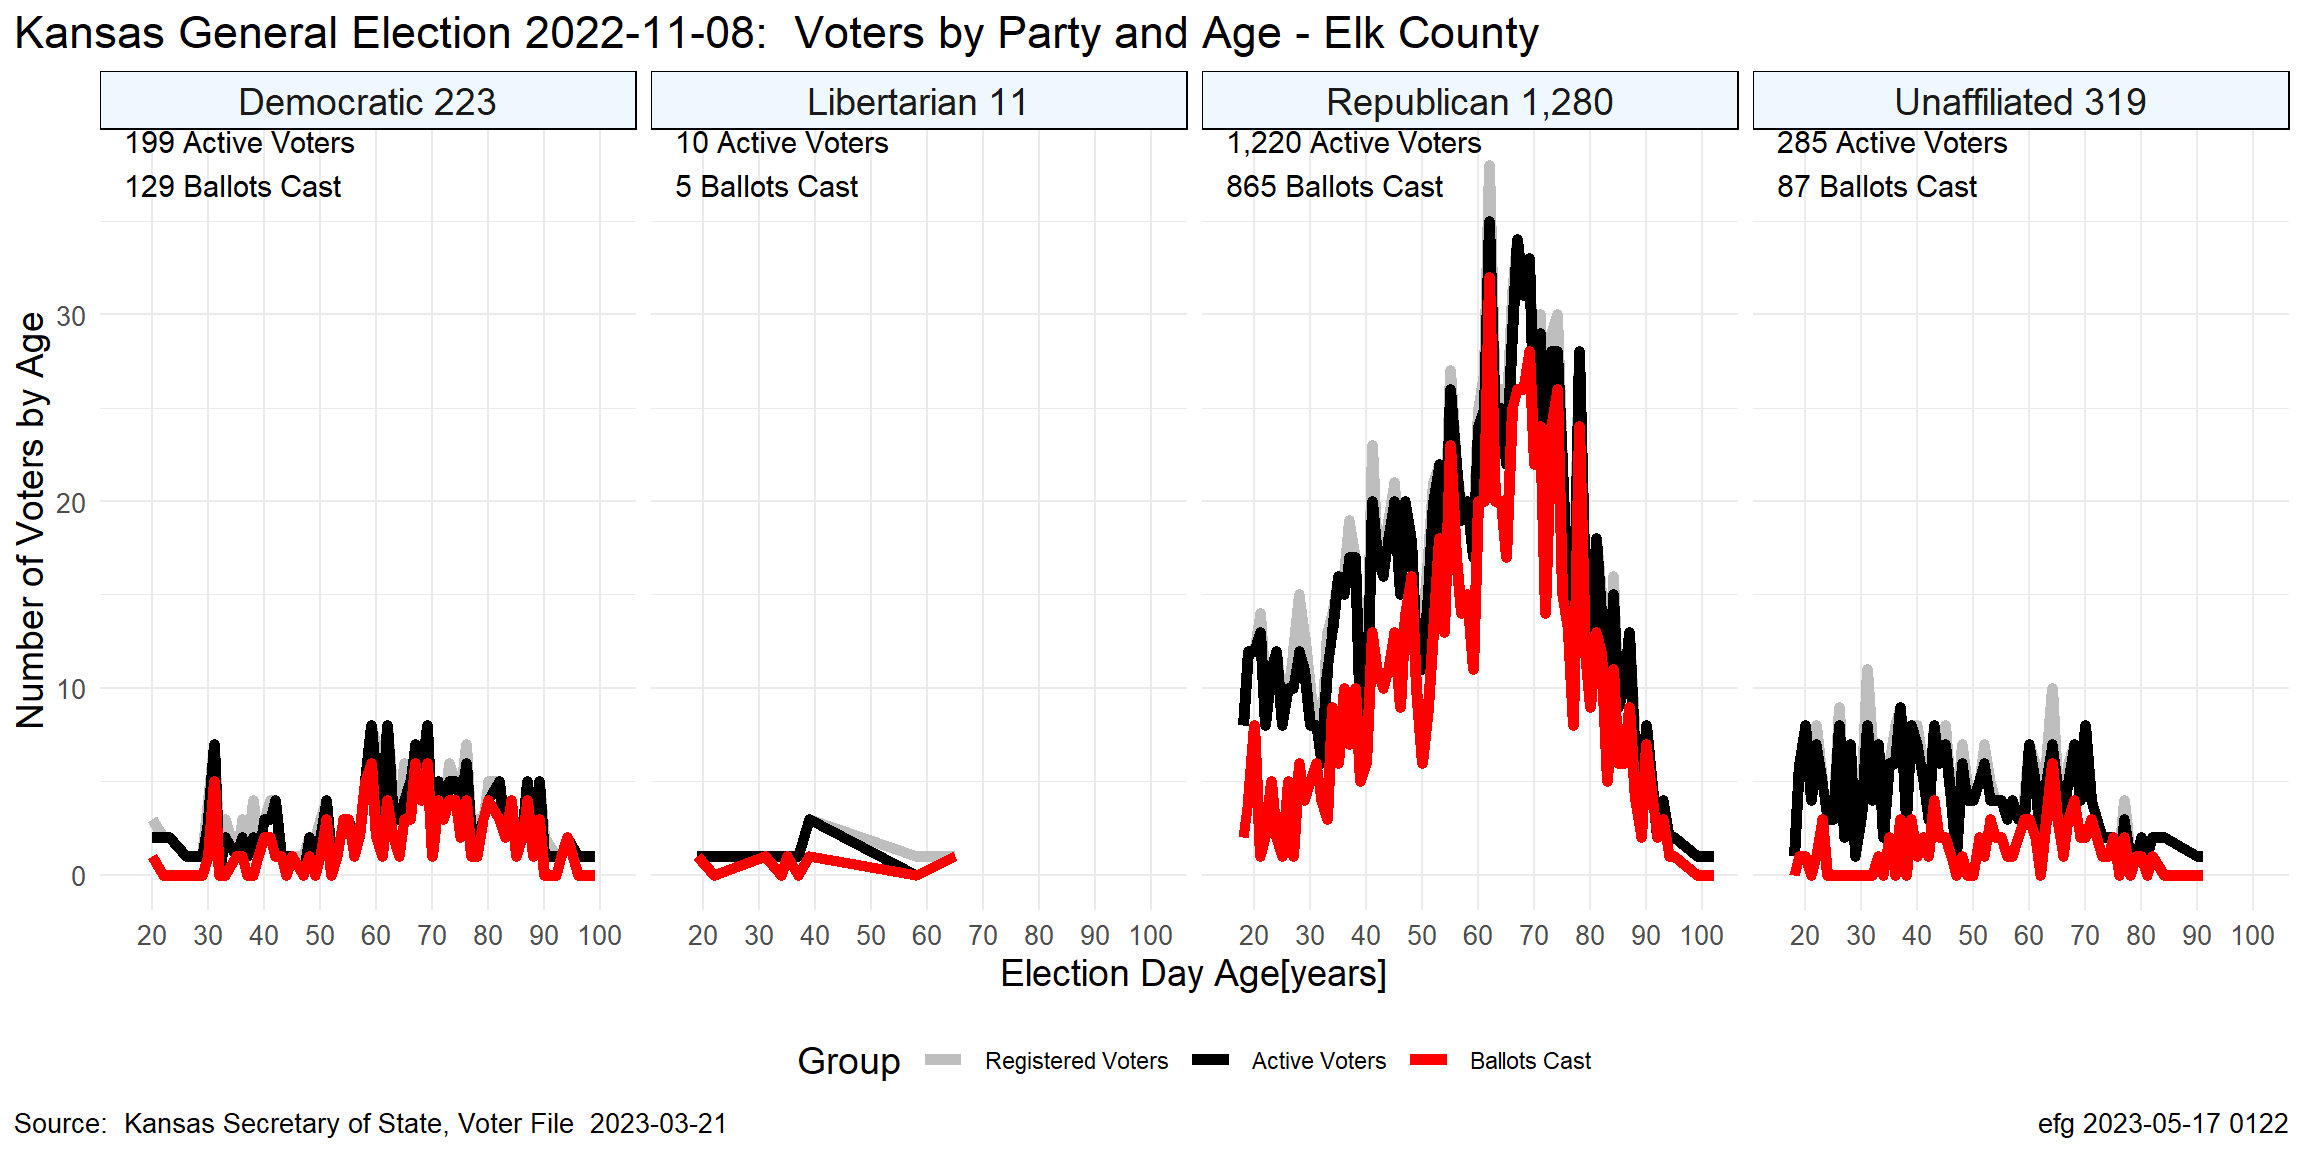 Kansas General Election 2022-11-08:  Voters by Party and Age - Elk County
Democratic 223
Libertarian 11
Republican 1,280
Unaffiliated 319
199 Active Voters
129 Ballots Cast
10 Active Voters
5 Ballots Cast
1,220 Active Voters
865 Ballots Cast
285 Active Voters
87 Ballots Cast
Number of Voters by Age
30
20
10
0
20 30 40 50 60 70 80 90 100
20 30 40 50 60 70 80 90 100
20 30 40 50 60 70 80 90 100
20 30 40 50 60 70 80 90 100
Election Day Age[years]
Group Registered Voters Active Voters Ballots Cast
Source:  Kansas Secretary of State, Voter File  2023-03-21
efg 2023-05-17 0122